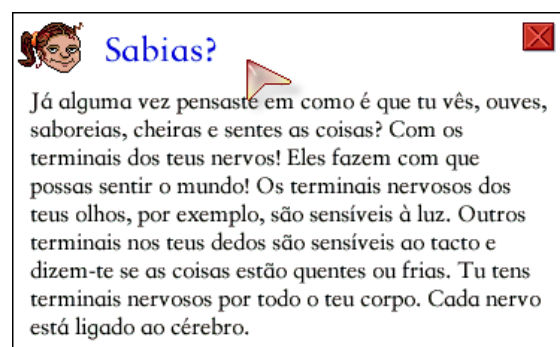 Sabias?
Já alguma vez pensaste em como é que tu vês, ouves,
saboreias, cheiras e sentes as coisas? Com os
terminais dos teus nervos! Eles fazem com que
possas sentir o mundo! Os terminais nervosos dos
teus olhos, por exemplo, são sensíveis à luz. Outros
terminais nos teus dedos são sensíveis ao tacto e
dizem-te se as coisas estão quentes ou frias. Tu tens
terminais nervosos por todo o teu corpo. Cada nervo
está ligado ao cérebro.